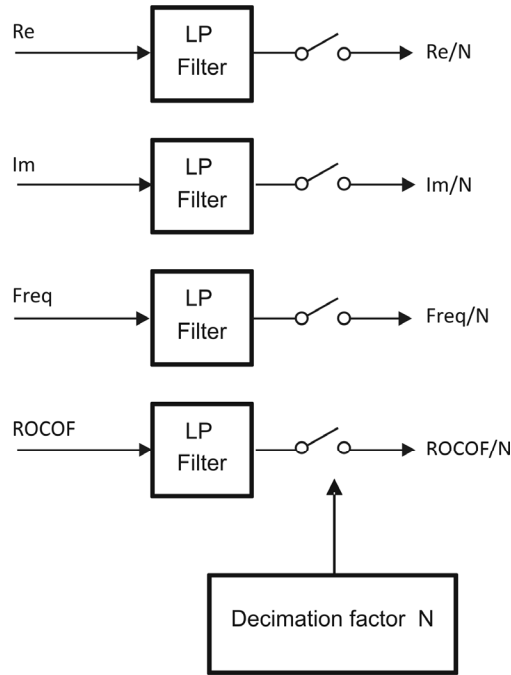 Re
LP
Filter
Re/N
Im
LP
Filter
Im/N
Freq
LP
Filter
Freq/N
ROCOF
LP
Filter
ROCOF/N
Decimation factor N